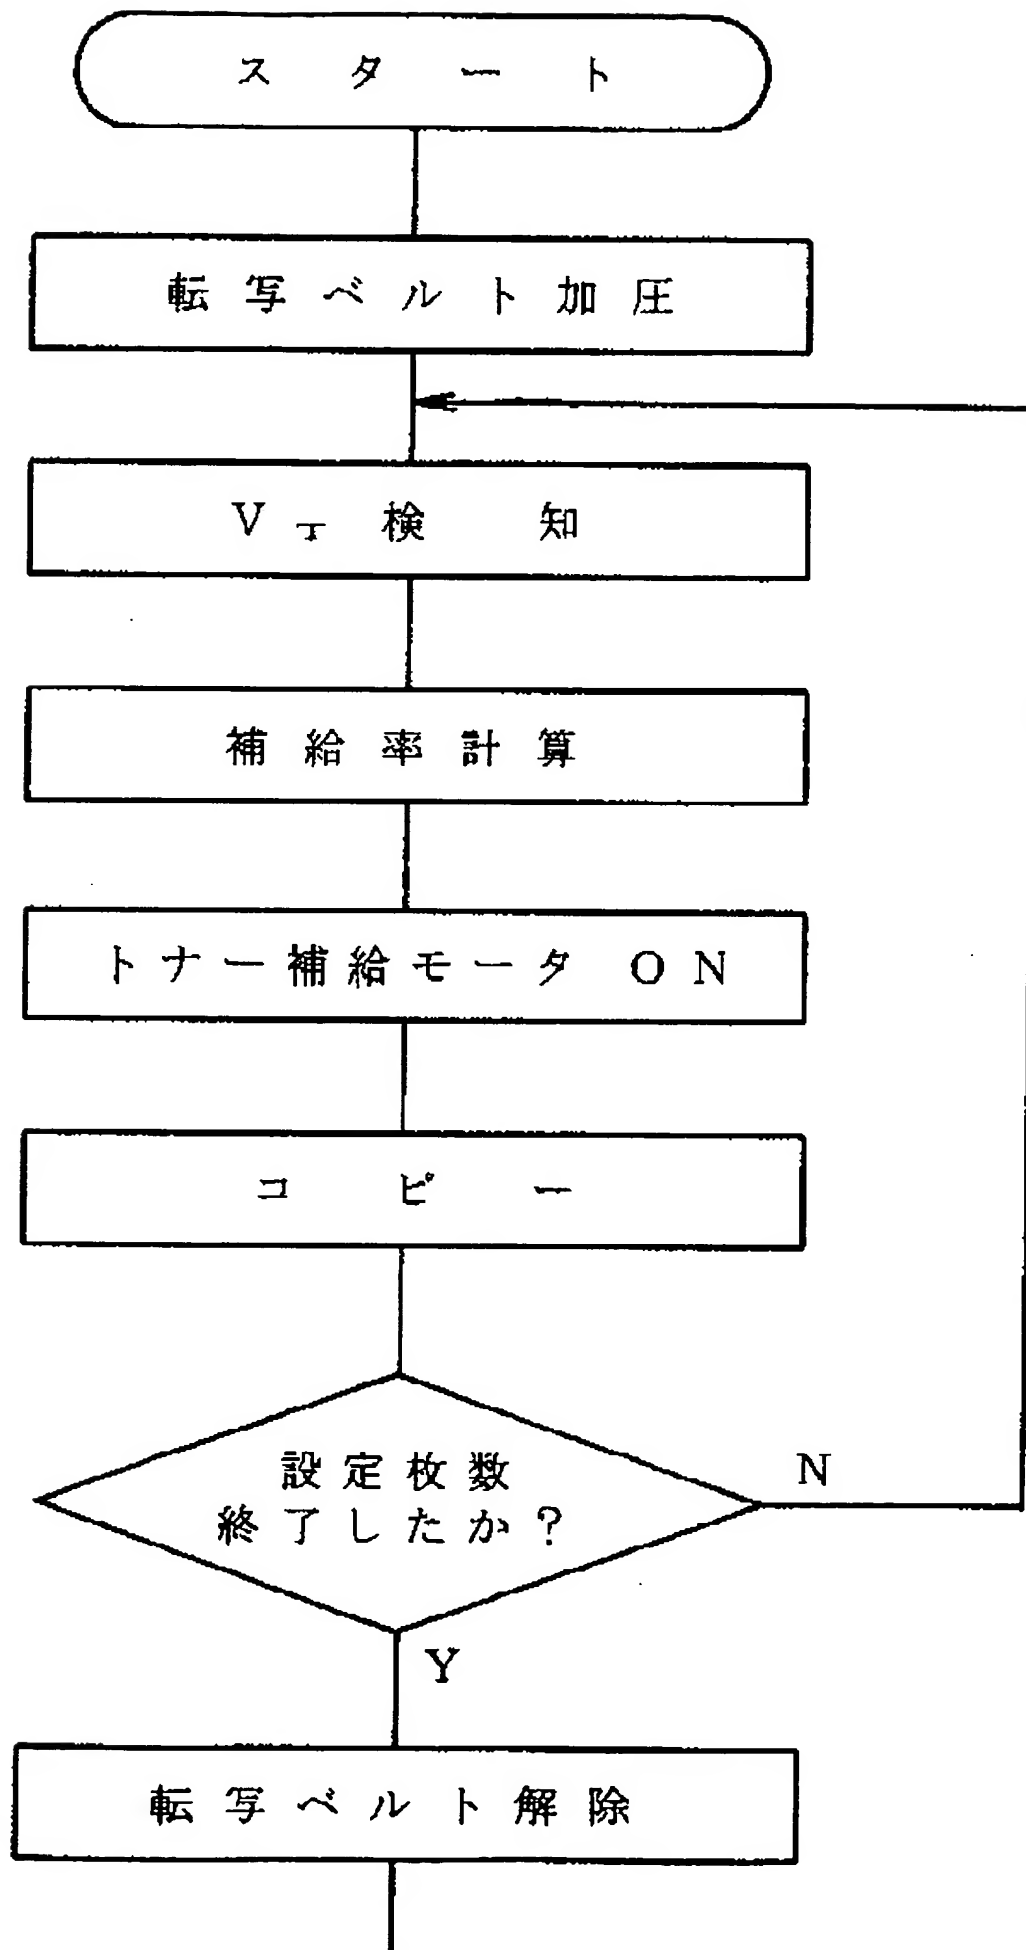 スタート
転写ベルト加圧
VT検知
補給率計算
トナー補給モータ ON
コピー
設定枚数
終了したか?
N
Y
転写ベルト解除